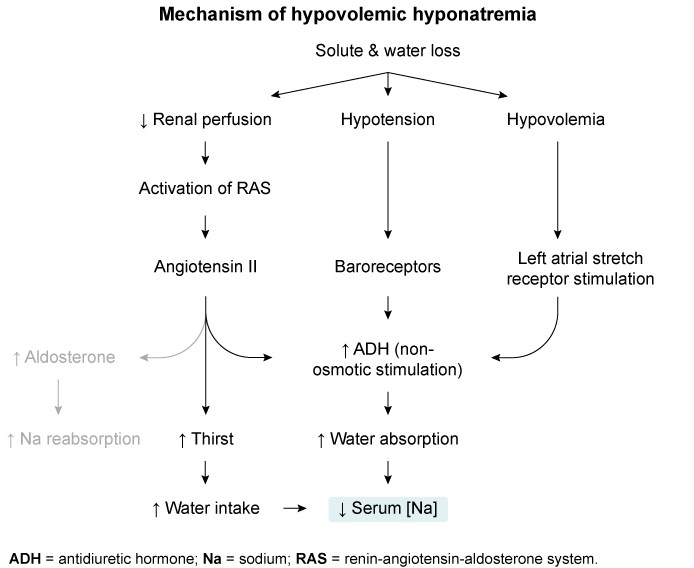 Mechanism of hypovolemic hyponatremia
Solute & water loss
↓ Renal perfusion
Hypotension
Hypovolemia
Activation of RAS
Angiotensin II
Baroreceptors
Left atrial stretch
receptor stimulation
↑ Aldosterone
↑ ADH (non-
osmotic stimulation)
↑ Na reabsorption
↑ Thirst
↑ Water absorption
↑ Water intake
↓ Serum [Na]
ADH = antidiuretic hormone; Na = sodium; RAS = renin-angiotensin-aldosterone system.